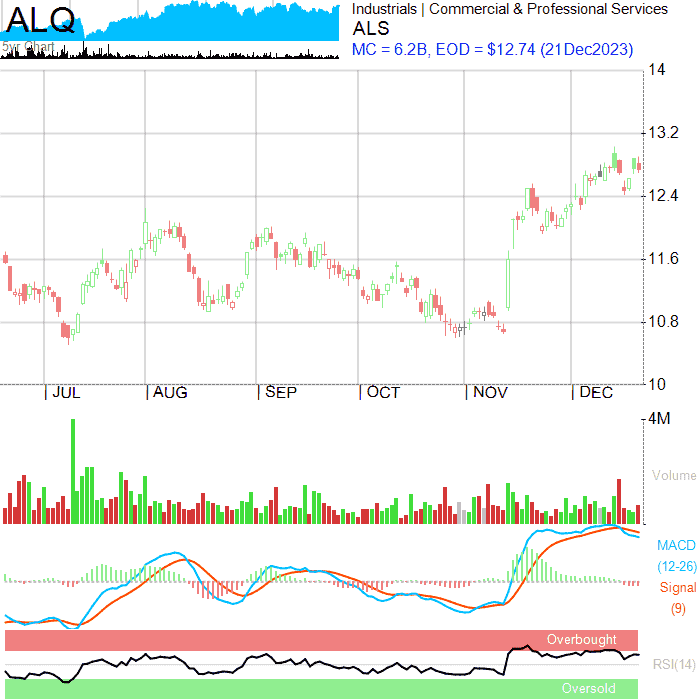 ALQ
5yr Chart
Industrials | Commercial & Professional Services
ALS
MC = 6.2B, EOD = $12.74 (21Dec2023)
14
13.2
12.4
11.6
10.8
10
| JUL | AUG | SEP | OCT | NOV | DEC
4M
Volume
MACD
(12-26)
Signal
(9)
Overbought
RSI(14)
Oversold